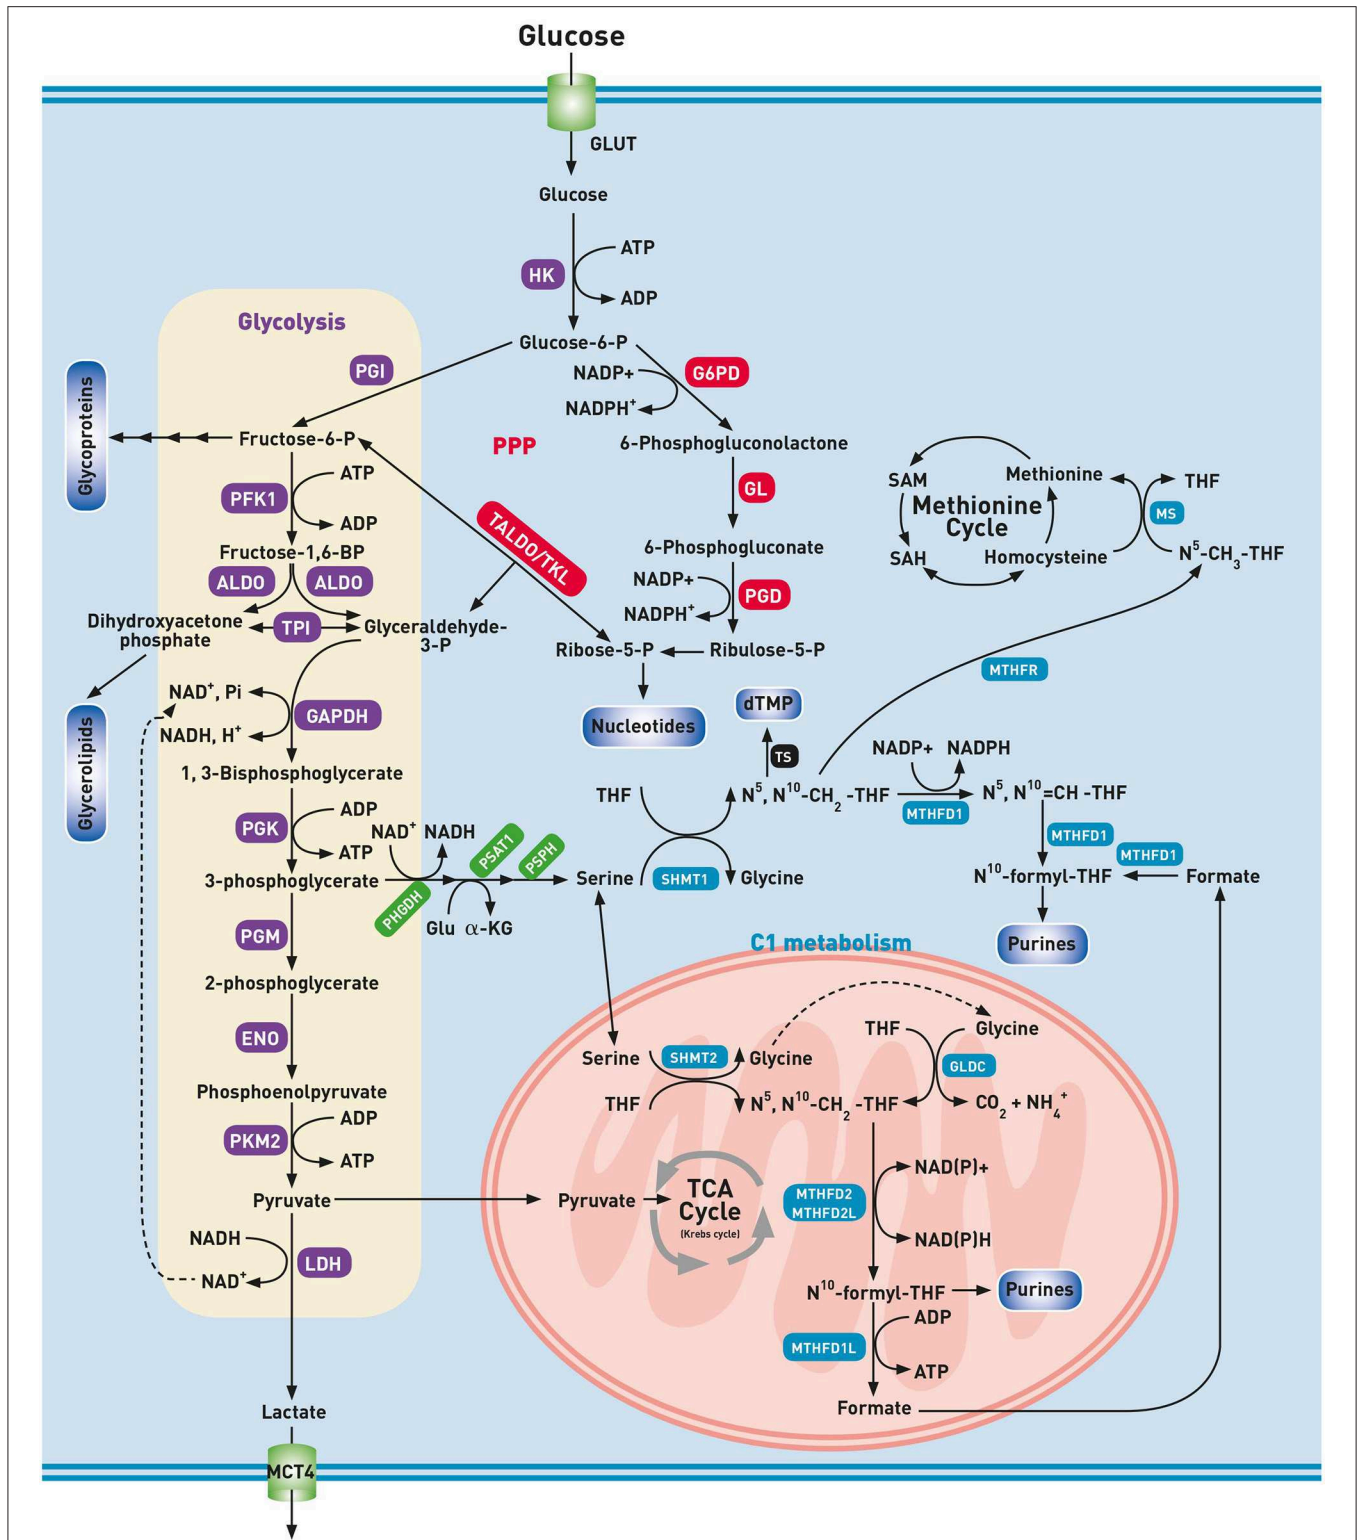 Glucose
GLUT
Glucose
HK
ATP
ADP
Glycolysis
Glucose-6-P
PGI
NADP+
G6PD
NADPH⁺
Glycoproteins
Fructose-6-P
PPP
6-Phosphogluconolactone
ATP
PFK1
ADP
GL
TALDO/TKL
SAM
Methionine
THF
Methionine
Cycle
MS
SAH
Homocysteine
N⁵-CH₃-THF
Fructose-1,6-BP
6-Phosphogluconate
ALDO
ALDO
NADP+
PGD
NADPH⁺
Dihydroxyacetone
phosphate
TPI
Glyceraldehyde-
3-P
Ribose-5-P
Ribulose-5-P
MTHFR
NAD⁺, Pi
GAPDH
NADH, H⁺
Glycerolipids
dTMP
Nucleotides
TS
NADP+
NADPH
1, 3-Bisphosphoglycerate
THF
N⁵, N¹⁰-CH₂ -THF
MTHFD1
N⁵, N¹⁰=CH -THF
ADP
PGK
ATP
NAD⁺ NADH
PSAT1
PSPH
MTHFD1
MTHFD1
3-phosphoglycerate
PHGDH
Serine
SHMT1
Glycine
N¹⁰-formyl-THF
Formate
Glu α-KG
PGM
Purines
C1 metabolism
2-phosphoglycerate
ENO
THF
Glycine
Serine
SHMT2
Glycine
GLDC
Phosphoenolpyruvate
THF
N⁵, N¹⁰-CH₂ -THF
CO₂ + NH₄⁺
ADP
PKM2
ATP
NAD(P)+
MTHFD2
MTHFD2L
NAD(P)H
Pyruvate
Pyruvate
TCA
Cycle
(Krebs cycle)
NADH
LDH
NAD⁺
N¹⁰-formyl-THF
Purines
ADP
MTHFD1L
ATP
Formate
Lactate
MCT4